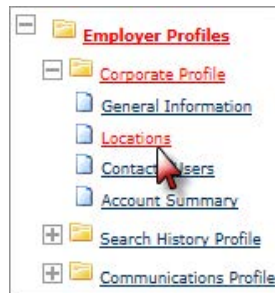 Employer Profiles
Corporate Profile
General Information
Locations
Contact Users
Account Summary
Search History Profile
Communications Profile